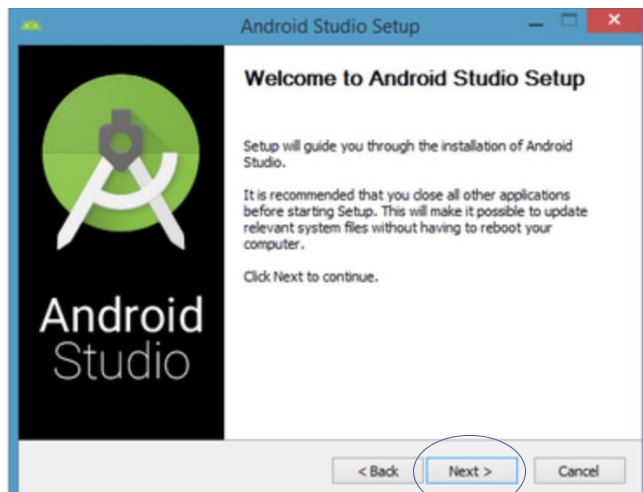 Android Studio Setup
Welcome to Android Studio Setup
Setup will guide you through the installation of Android
Studio.
It is recommended that you close all other applications
before starting Setup. This will make it possible to update
relevant system files without having to reboot your
computer.
Click Next to continue.
Android
Studio
< Back Next > Cancel